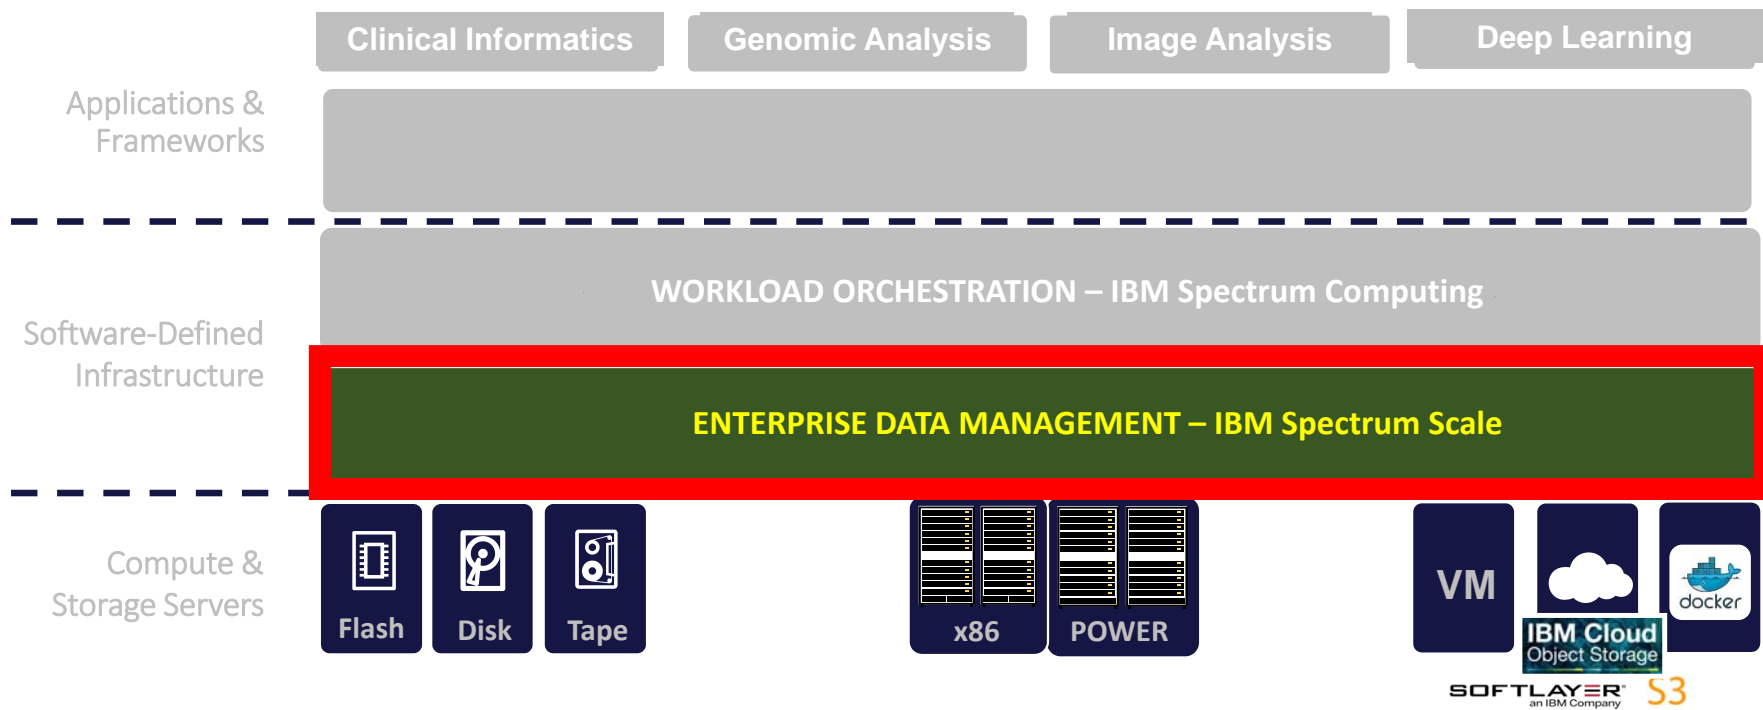 Clinical Informatics
Genomic Analysis
Image Analysis
Deep Learning
Applications &
Frameworks
WORKLOAD ORCHESTRATION – IBM Spectrum Computing
Software-Defined
Infrastructure
ENTERPRISE DATA MANAGEMENT – IBM Spectrum Scale
Compute &
Storage Servers
Flash
Disk
Tape
x86
POWER
VM
docker
IBM Cloud
Object Storage
SOFTLAYER
an IBM Company
S3